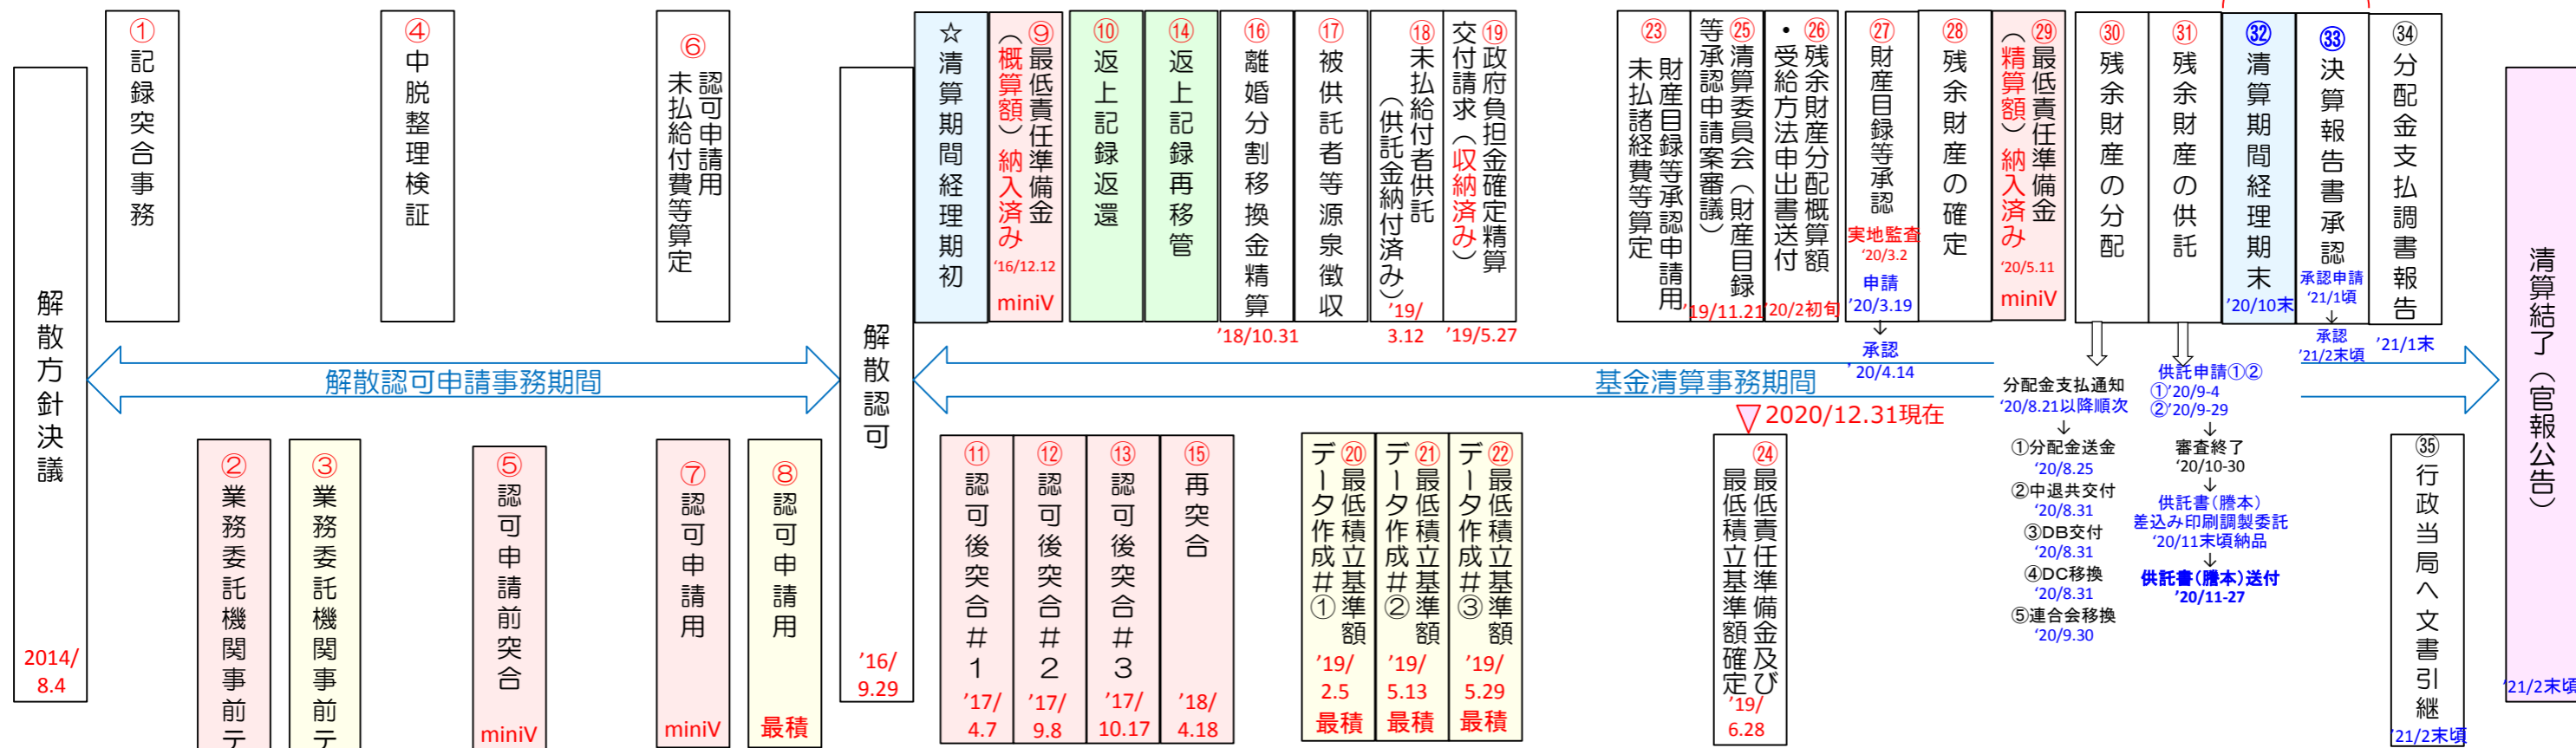 解散方針決議
2014/
8.4
①記録突合事務
②業務委託機関事前テ
③業務委託機関事前テ
④中脱整理検証
⑤認可申請前突合
miniV
⑥認可申請用
未払給付費等算定
⑦認可申請用
miniV
⑧認可申請用
最積
解散認可申請事務期間
解散認可
'16/
9.29
☆清算期間経理期初
⑨最低責任準備金
（概算額）納入済み
'16/12.12
miniV
⑩返上記録返還
⑭返上記録再移管
⑯離婚分割移換金精算
'18/10.31
⑰被供託者等源泉徴収
⑱未払給付者供託
（供託金納付済み）
'19/
3.12
⑲政府負担金確定精算
交付請求（収納済み）
'19/5.27
⑪認可後突合＃1
'17/
4.7
⑫認可後突合＃2
'17/
9.8
⑬認可後突合＃3
'17/
10.17
⑮再突合
'18/
4.18
⑳最低積立基準額
データ作成＃①
'19/
2.5
最積
㉑最低積立基準額
データ作成＃②
'19/
5.13
最積
㉒最低積立基準額
データ作成＃③
'19/
5.29
最積
基金清算事務期間
㉓財産目録等承認申請用
未払諸経費等算定
㉕清算委員会（財産目録
等承認申請案審議）
'19/11.21
㉖残余財産分配概算額
・受給方法申出書送付
'20/2初旬
㉗財産目録等承認
実地監査
'20/3.2
申請
'20/3.19
↓
承認
'20/4.14
㉘残余財産の確定
㉙最低責任準備金
（精算額）納入済み
'20/5.11
miniV
▽2020/12.31現在
㉔最低責任準備金及び
最低積立基準額確定
'19/
6.28
㉚残余財産の分配
分配金支払通知
'20/8.21以降順次
↓
①分配金送金
'20/8.25
②中退共交付
'20/8.31
③DB交付
'20/8.31
④DC移換
'20/8.31
⑤連合会移換
'20/9.30
㉛残余財産の供託
供託申請①②
①'20/9-4
②'20/9-29
↓
審査終了
'20/10-30
↓
供託書（謄本）
差込み印刷調製委託
'20/11末頃納品
↓
供託書（謄本）送付
'20/11-27
㉜清算期間経理期末
'20/10末
㉝決算報告書承認
承認申請
'21/1頃
↓
承認
'21/2末頃
㉞分配金支払調書報告
'21/1末
㉟行政当局へ文書引継
'21/2末頃
清算結了（官報公告）
'21/2末頃